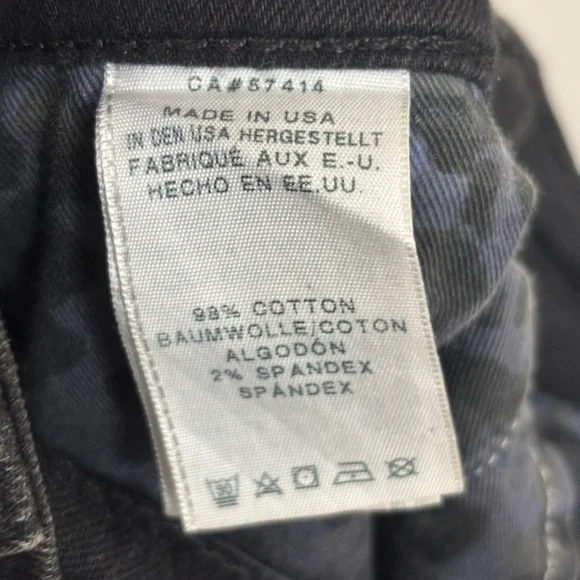 CA#57414
MADE IN USA
IN DEN USA HERGESTELLT
FABRIQUÉ AUX E.-U.
HECHO EN EE.UU.
98% COTTON
BAUMWOLLE/COTON
ALGODÓN
2% SPANDEX
SPÁNDEX